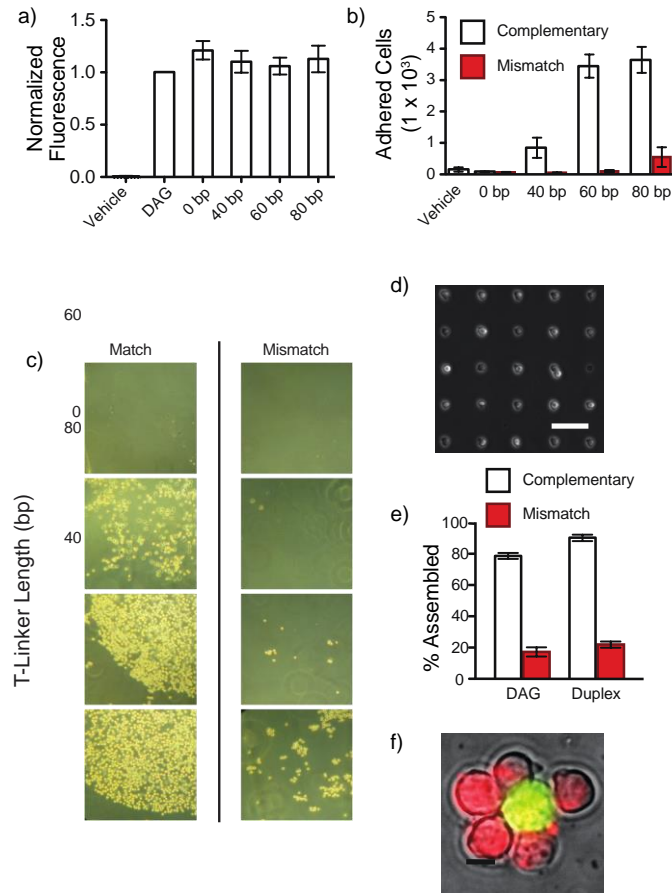 a)
Normalized
Fluorescence
1.5
1.0
0.5
0.0
Vehicle
DAG
0 bp
40 bp
60 bp
80 bp
b)
Complementary
Mismatch
Adhered Cells
(1 x 10³)
5
4
3
2
1
0
Vehicle
0 bp
40 bp
60 bp
80 bp
c)
60
Match
Mismatch
0
80
40
T-Linker Length (bp)
d)
Complementary
Mismatch
e)
% Assembled
100
80
60
40
20
0
DAG
Duplex
f)